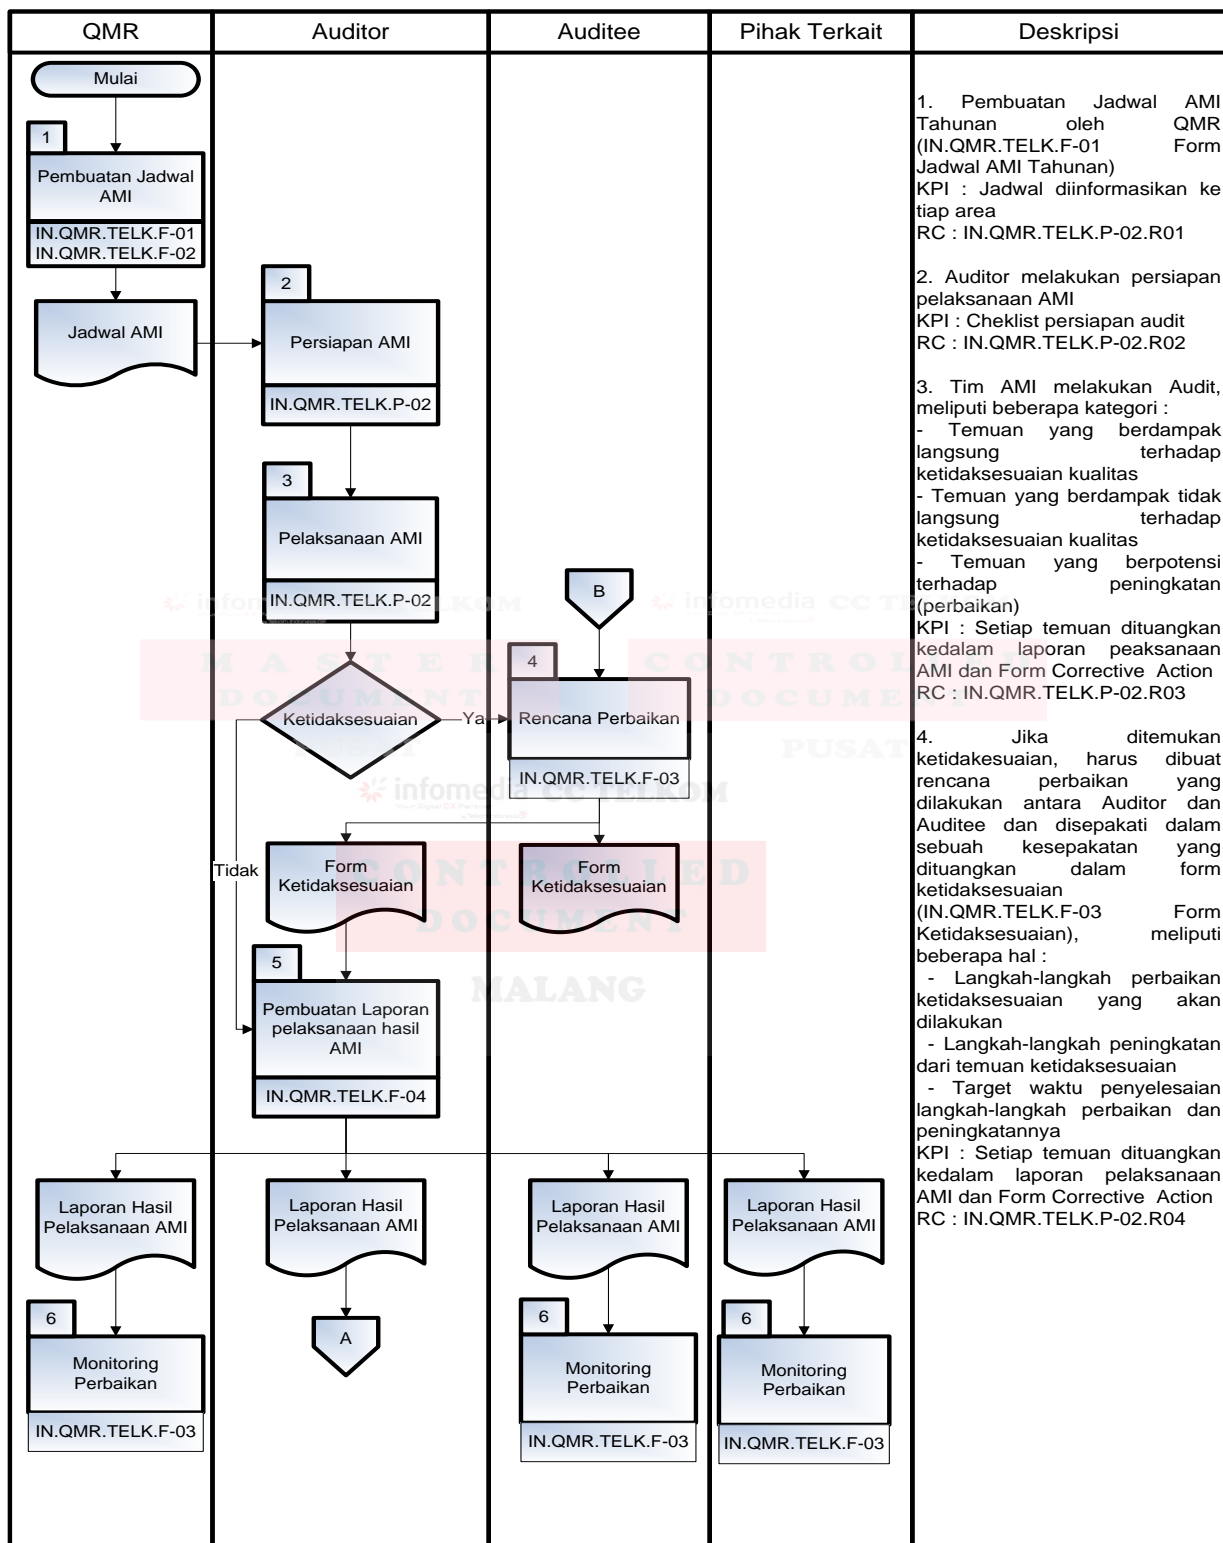 QMR
Auditor
Auditee
Pihak Terkait
Deskripsi
Mulai
1
Pembuatan Jadwal
AMI
IN.QMR.TELK.F-01
IN.QMR.TELK.F-02
Jadwal AMI
2
Persiapan AMI
IN.QMR.TELK.P-02
3
Pelaksanaan AMI
IN.QMR.TELK.P-02
Ketidaksesuaian
Ya
Tidak
B
4
Rencana Perbaikan
IN.QMR.TELK.F-03
Form
Ketidaksesuaian
Form
Ketidaksesuaian
5
Pembuatan Laporan
pelaksanaan hasil
AMI
IN.QMR.TELK.F-04
Laporan Hasil
Pelaksanaan AMI
Laporan Hasil
Pelaksanaan AMI
Laporan Hasil
Pelaksanaan AMI
Laporan Hasil
Pelaksanaan AMI
6
Monitoring
Perbaikan
IN.QMR.TELK.F-03
A
6
Monitoring
Perbaikan
IN.QMR.TELK.F-03
6
Monitoring
Perbaikan
IN.QMR.TELK.F-03
1. Pembuatan Jadwal AMI
Tahunan oleh QMR
(IN.QMR.TELK.F-01 Form
Jadwal AMI Tahunan)
KPI : Jadwal diinformasikan ke
tiap area
RC : IN.QMR.TELK.P-02.R01
2. Auditor melakukan persiapan
pelaksanaan AMI
KPI : Cheklist persiapan audit
RC : IN.QMR.TELK.P-02.R02
3. Tim AMI melakukan Audit,
meliputi beberapa kategori :
- Temuan yang berdampak
langsung terhadap
ketidaksesuaian kualitas
- Temuan yang berdampak tidak
langsung terhadap
ketidaksesuaian kualitas
- Temuan yang berpotensi
terhadap peningkatan
(perbaikan)
KPI : Setiap temuan dituangkan
kedalam laporan peaksanaan
AMI dan Form Corrective Action
RC : IN.QMR.TELK.P-02.R03
4. Jika ditemukan
ketidakesuaian, harus dibuat
rencana perbaikan yang
dilakukan antara Auditor dan
Auditee dan disepakati dalam
sebuah kesepakatan yang
dituangkan dalam form
ketidaksesuaian
(IN.QMR.TELK.F-03 Form
Ketidaksesuaian), meliputi
beberapa hal :
- Langkah-langkah perbaikan
ketidaksesuaian yang akan
dilakukan
- Langkah-langkah peningkatan
dari temuan ketidaksesuaian
- Target waktu penyelesaian
langkah-langkah perbaikan dan
peningkatannya
KPI : Setiap temuan dituangkan
kedalam laporan pelaksanaan
AMI dan Form Corrective Action
RC : IN.QMR.TELK.P-02.R04
infomedia CC TELKOM
MASTER
DOCUMENT
CONTROLLED
DOCUMENT
PUSAT
infomedia CC TELKOM
CONTROLLED
DOCUMENT
MALANG